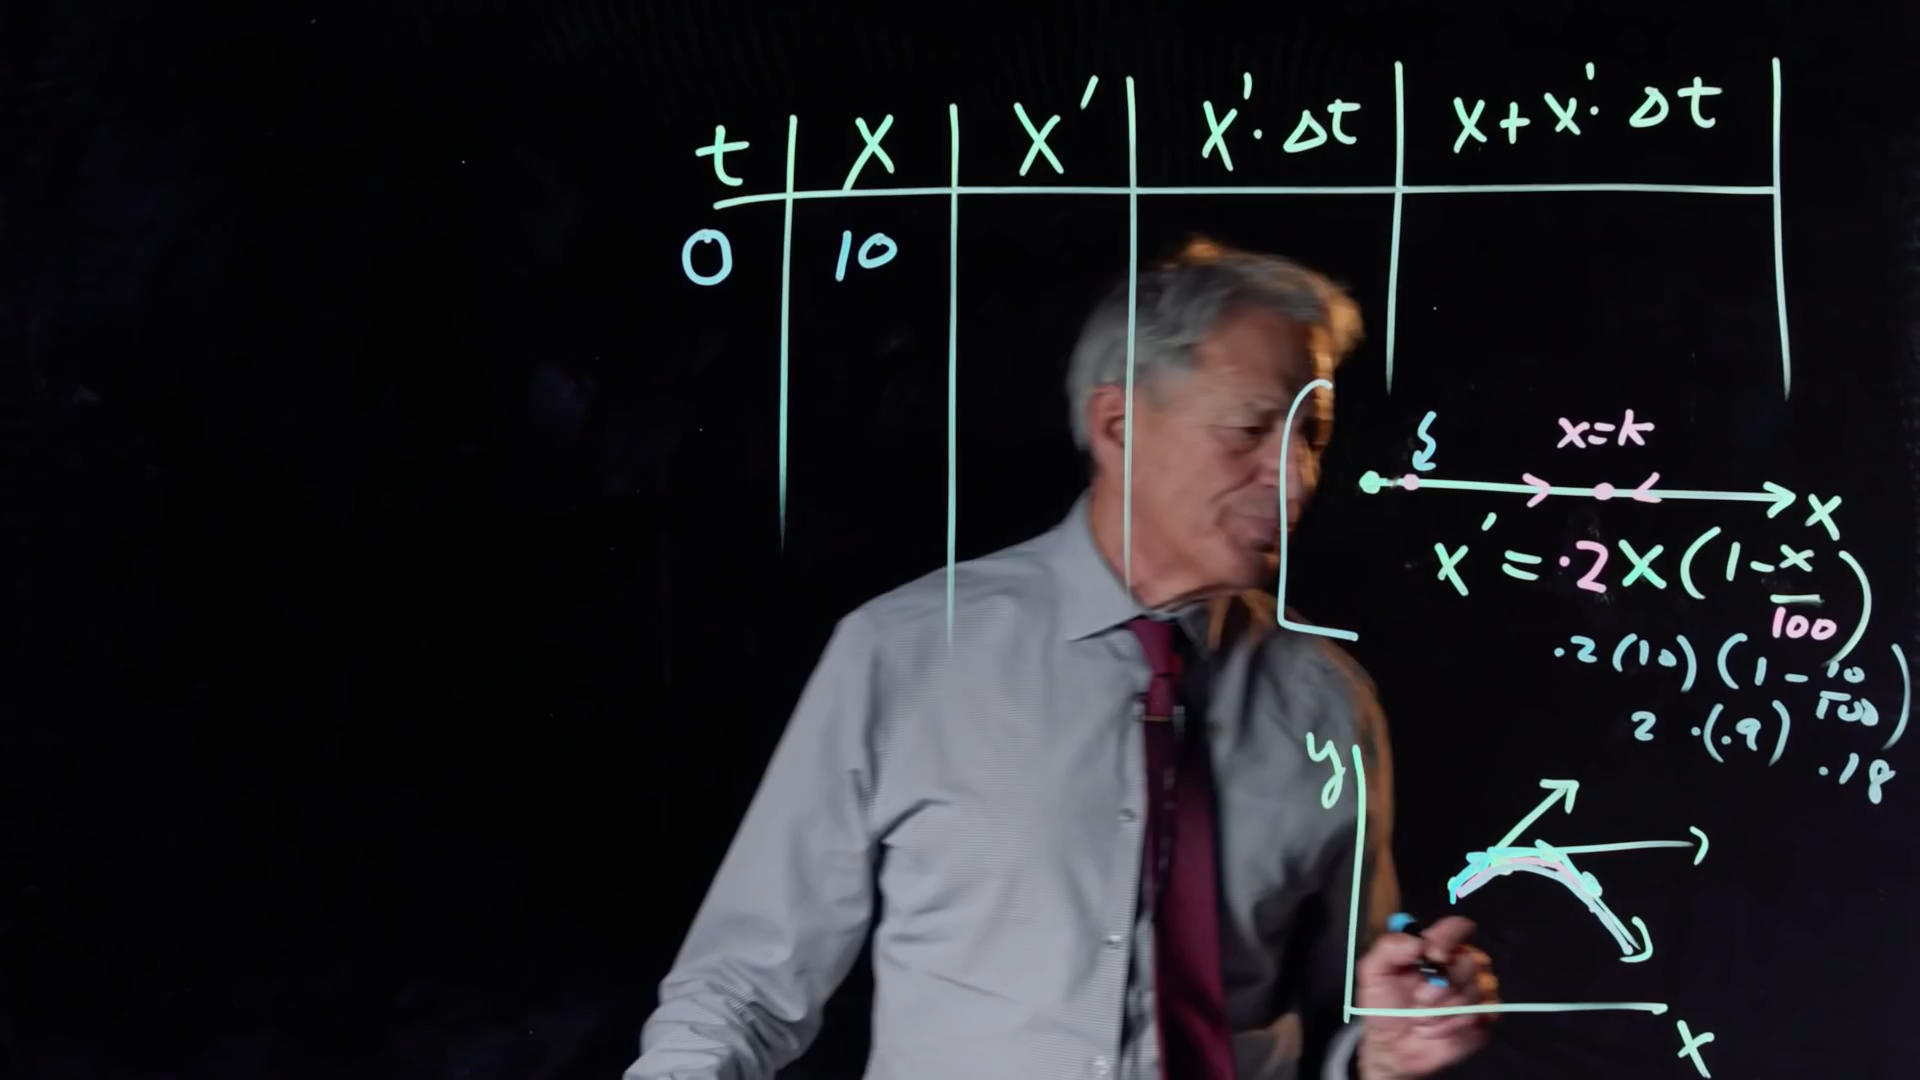 t x x' x'·Δt x+x'·Δt
0 10
x=k
x
x'=.2x(1-x/100)
.2(10)(1-10/100)
2 ·(.9) .18
y
x